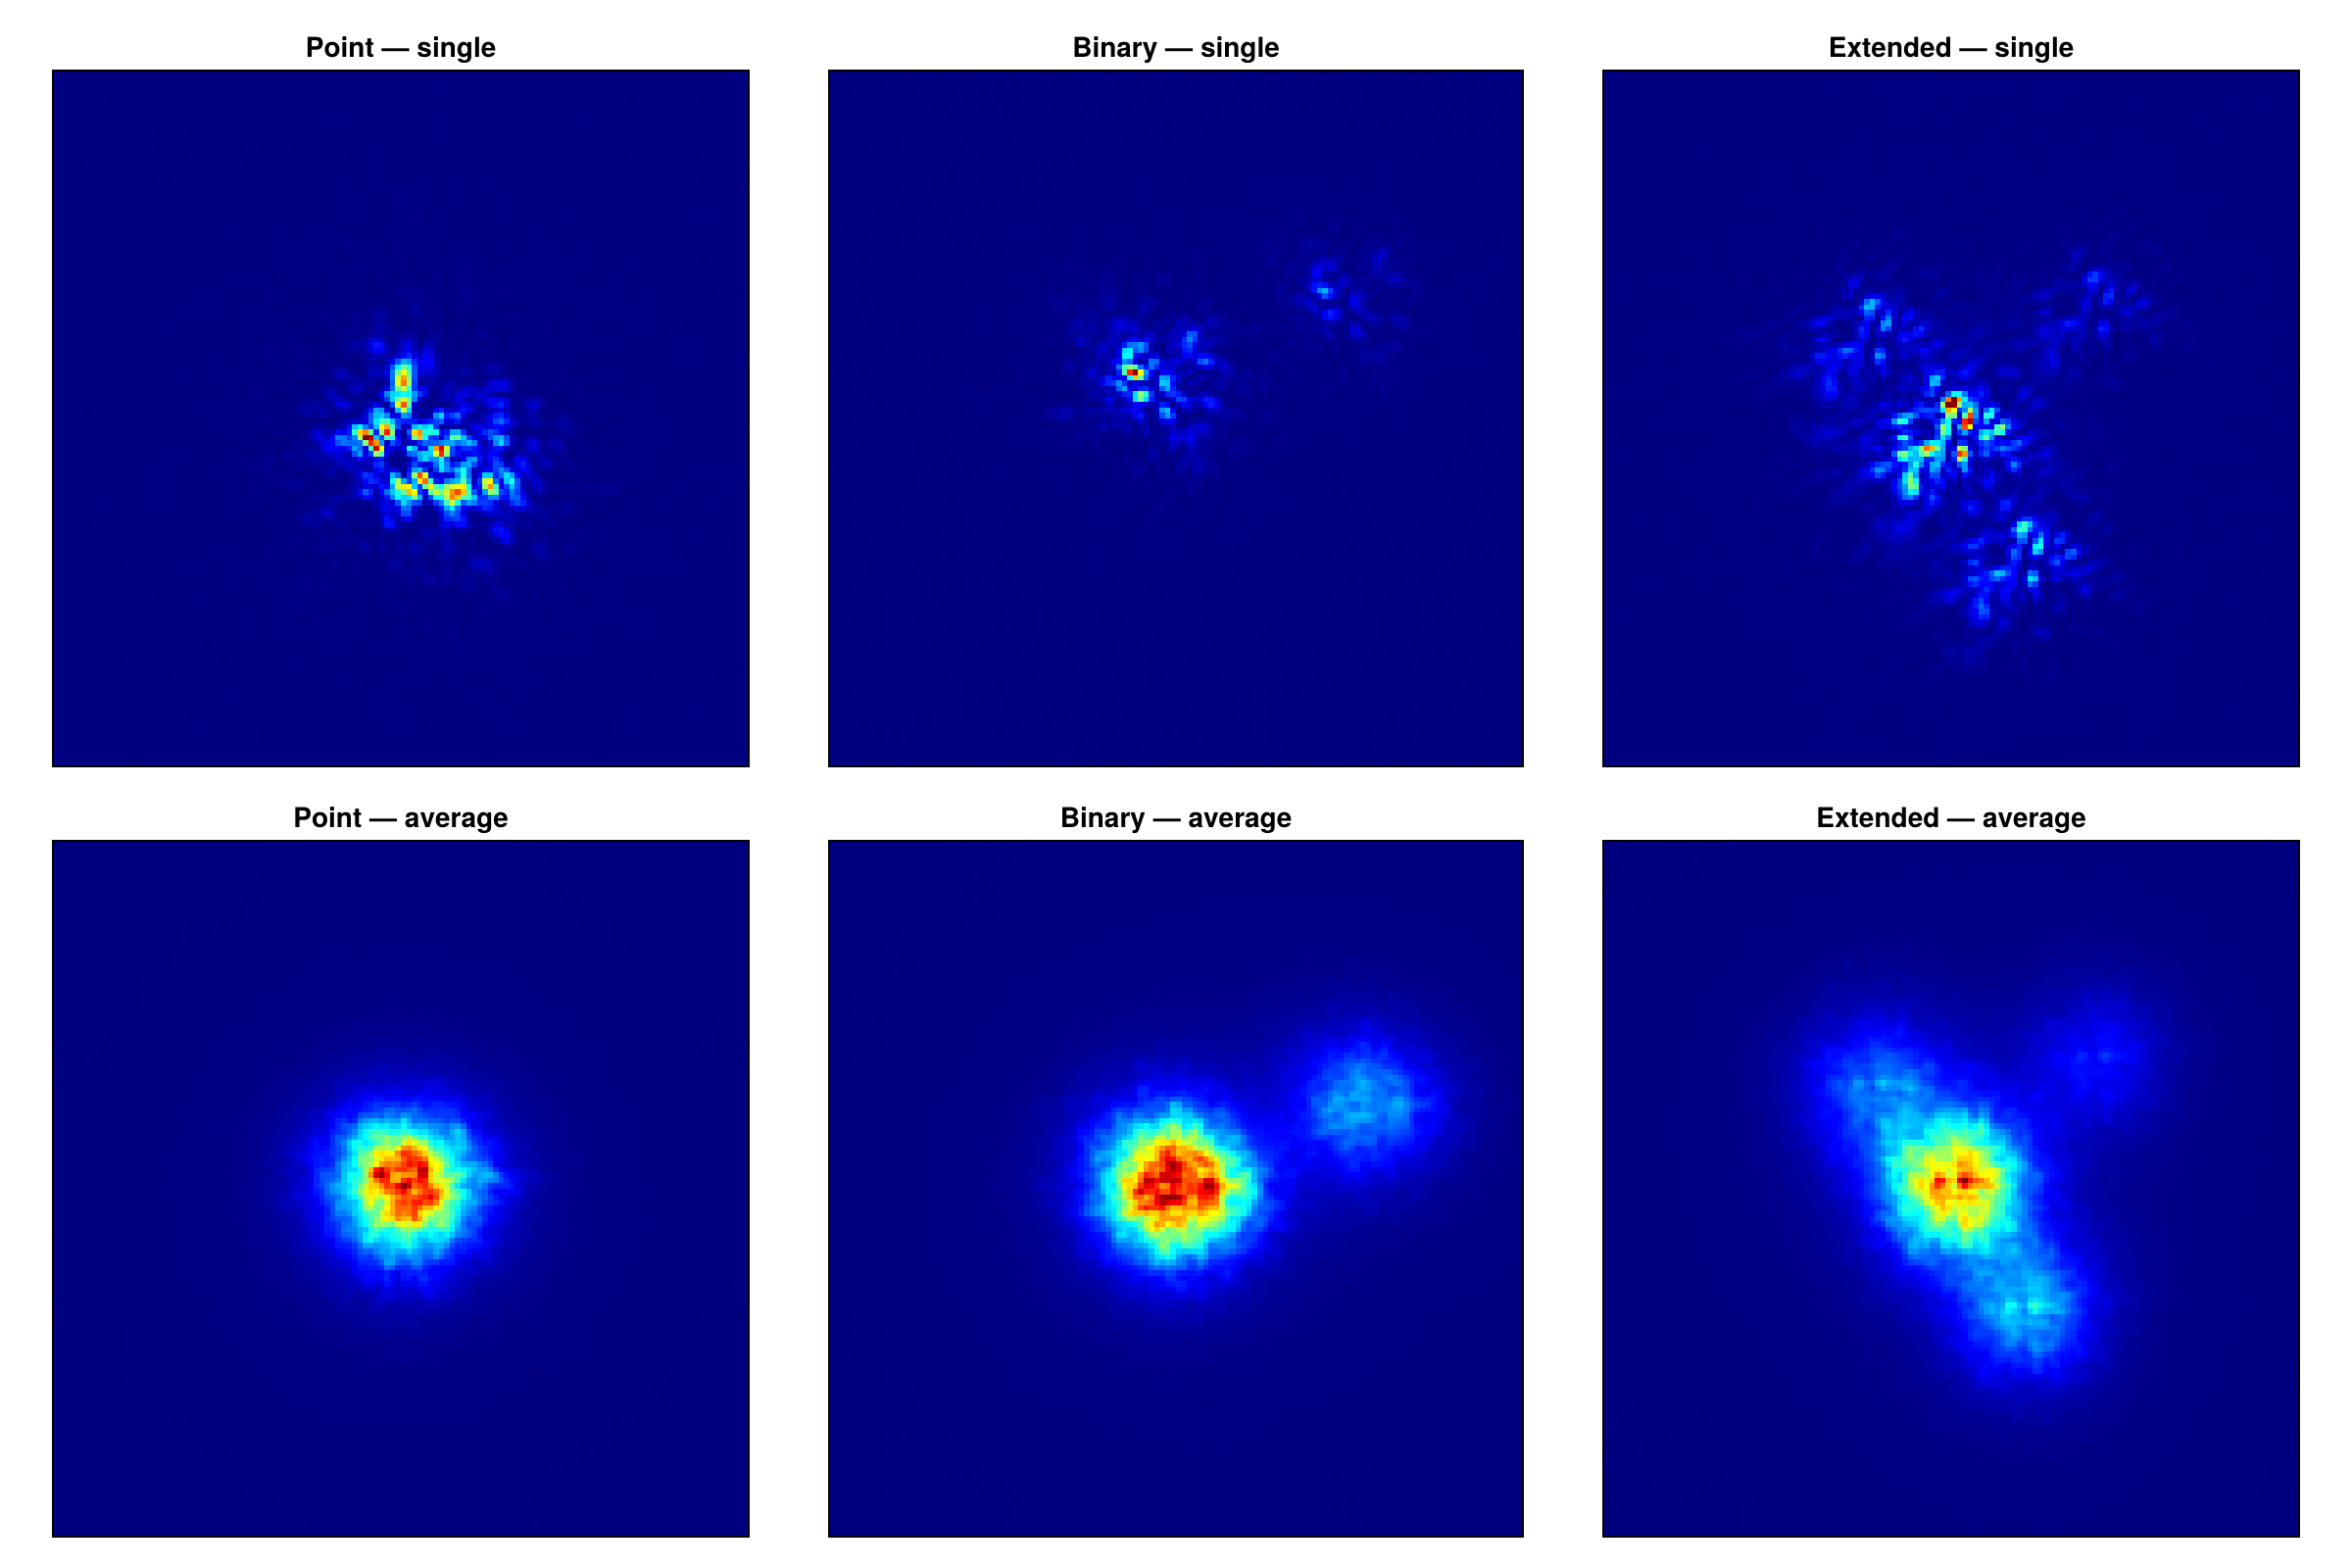 Point — single
Binary — single
Extended — single
Point — average
Binary — average
Extended — average